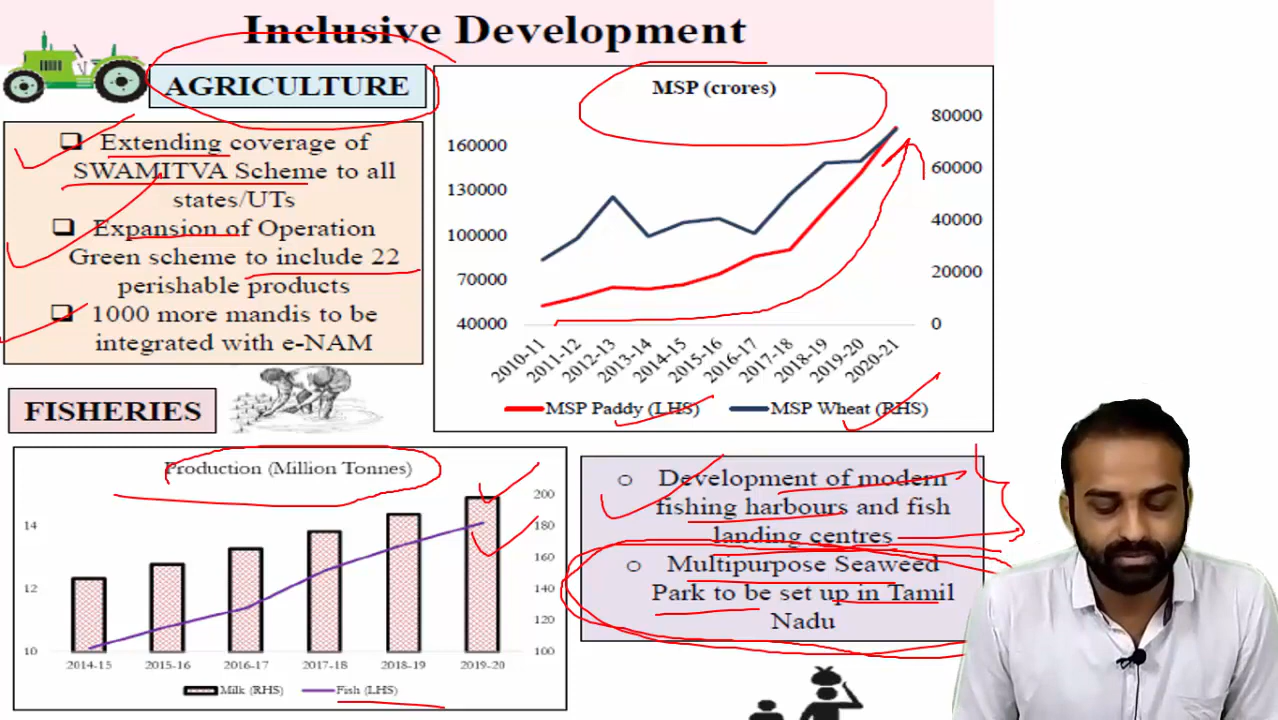 Inclusive Development
AGRICULTURE
❑ Extending coverage of
SWAMITVA Scheme to all
states/UTs
❑ Expansion of Operation
Green scheme to include 22
perishable products
❑ 1000 more mandis to be
integrated with e-NAM
MSP (crores)
160000
130000
100000
70000
40000
80000
60000
40000
20000
0
2010-11
2011-12
2012-13
2013-14
2014-15
2015-16
2016-17
2017-18
2018-19
2019-20
2020-21
MSP Paddy (LHS)
MSP Wheat (RHS)
FISHERIES
Production (Million Tonnes)
14
12
10
200
180
160
140
120
100
2014-15
2015-16
2016-17
2017-18
2018-19
2019-20
Milk (RHS)
Fish (LHS)
o Development of modern
fishing harbours and fish
landing centres
o Multipurpose Seaweed
Park to be set up in Tamil
Nadu